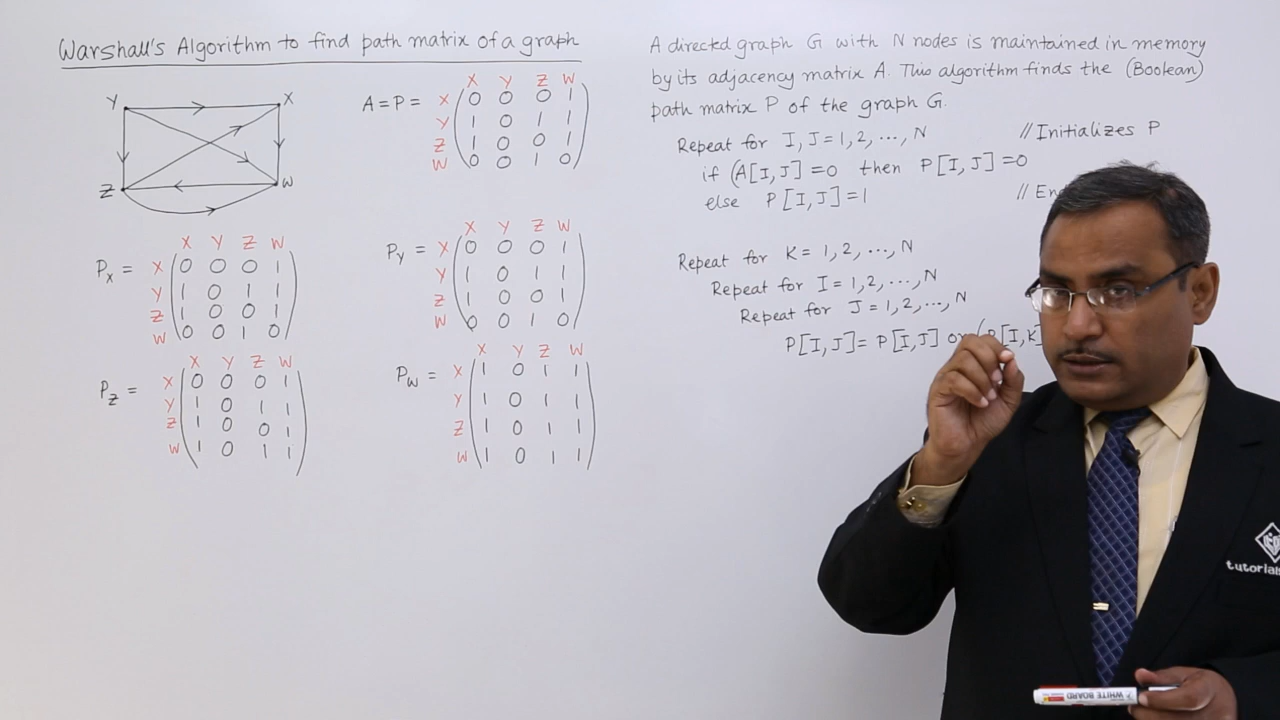 Warshall's Algorithm to find path matrix of a graph
Y X
Z W
X Y Z W
A = P = X 0 0 0 1
Y 1 0 1 1
Z 1 0 0 1
W 0 0 1 0
X Y Z W
Px = X 0 0 0 1
Y 1 0 1 1
Z 1 0 0 1
W 0 0 1 0
X Y Z W
Py = X 0 0 0 1
Y 1 0 1 1
Z 1 0 0 1
W 0 0 1 0
X Y Z W
Pz = X 0 0 0 1
Y 1 0 1 1
Z 1 0 0 1
W 1 0 1 1
X Y Z W
Pw = X 1 0 1 1
Y 1 0 1 1
Z 1 0 1 1
W 1 0 1 1
A directed graph G with N nodes is maintained in memory
by its adjacency matrix A. This algorithm finds the (Boolean)
path matrix P of the graph G.
Repeat for I, J = 1, 2, ..., N //Initializes P
if (A[I, J] = 0 then P[I, J] = 0
else P[I, J] = 1 //
Repeat for K = 1, 2, ..., N
Repeat for I = 1, 2, ..., N
Repeat for J = 1, 2, ..., N
P[I, J] = P[I, J] or (P[I, K]
WHITE BOARD